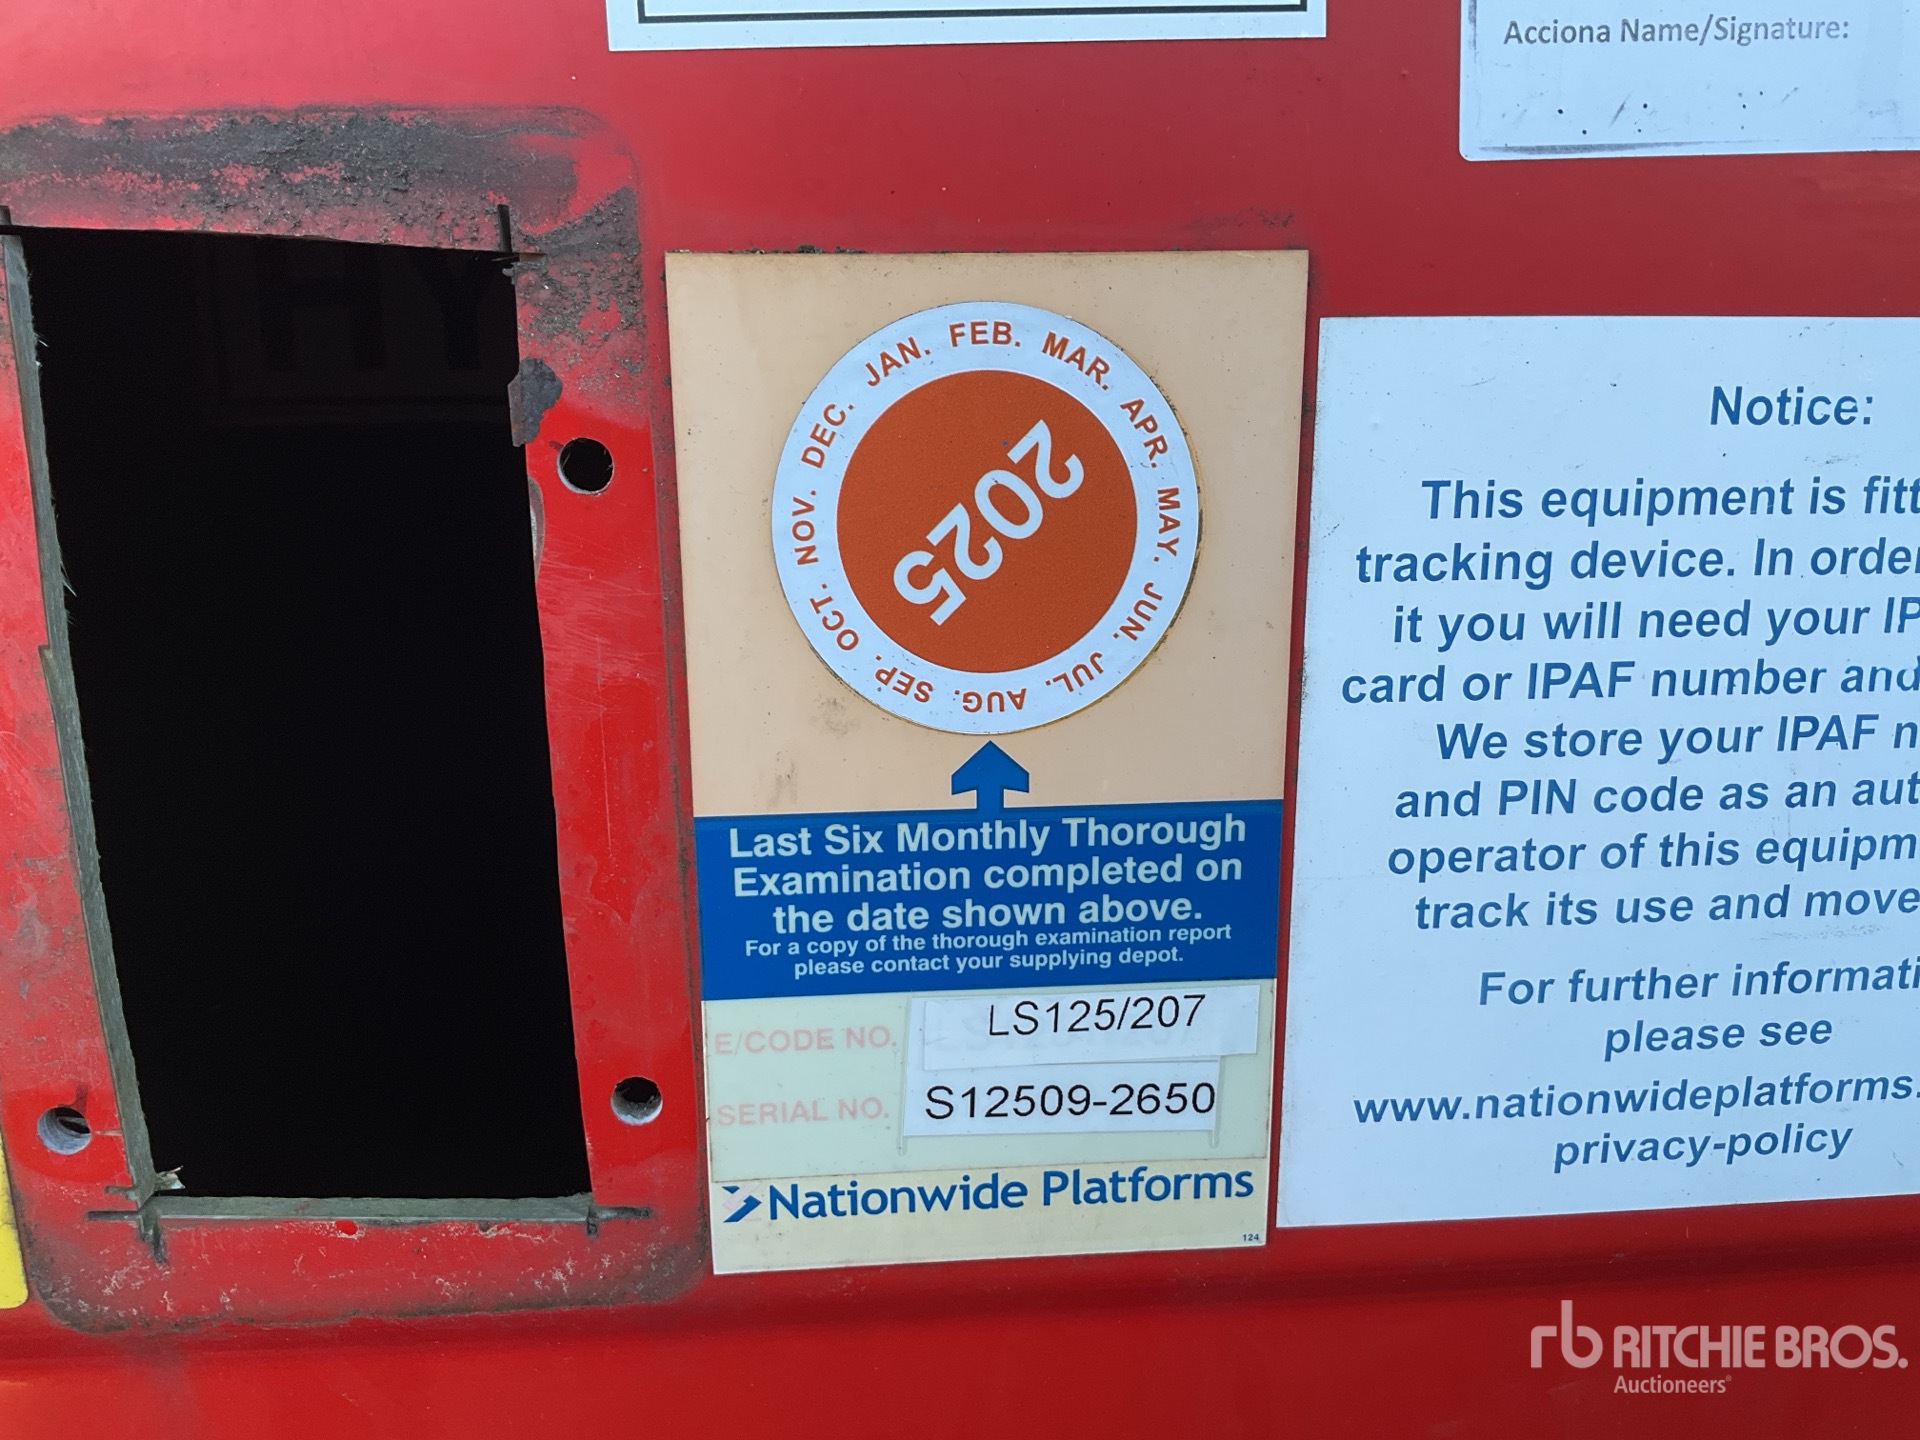 Acciona Name/Signature:
HY
JAN. FEB. MAR. APR. MAY. JUN. JUL. AUG. SEP. OCT. NOV. DEC.
2025
Last Six Monthly Thorough
Examination completed on
the date shown above.
For a copy of the thorough examination report
please contact your supplying depot.
E/CODE NO. LS125/207
SERIAL NO. S12509-2650
Nationwide Platforms
124
Notice:
This equipment is fitt
tracking device. In orde
it you will need your IP
card or IPAF number and
We store your IPAF n
and PIN code as an aut
operator of this equipm
track its use and move
For further informati
please see
www.nationwideplatforms.
privacy-policy
rb RITCHIE BROS.
Auctioneers